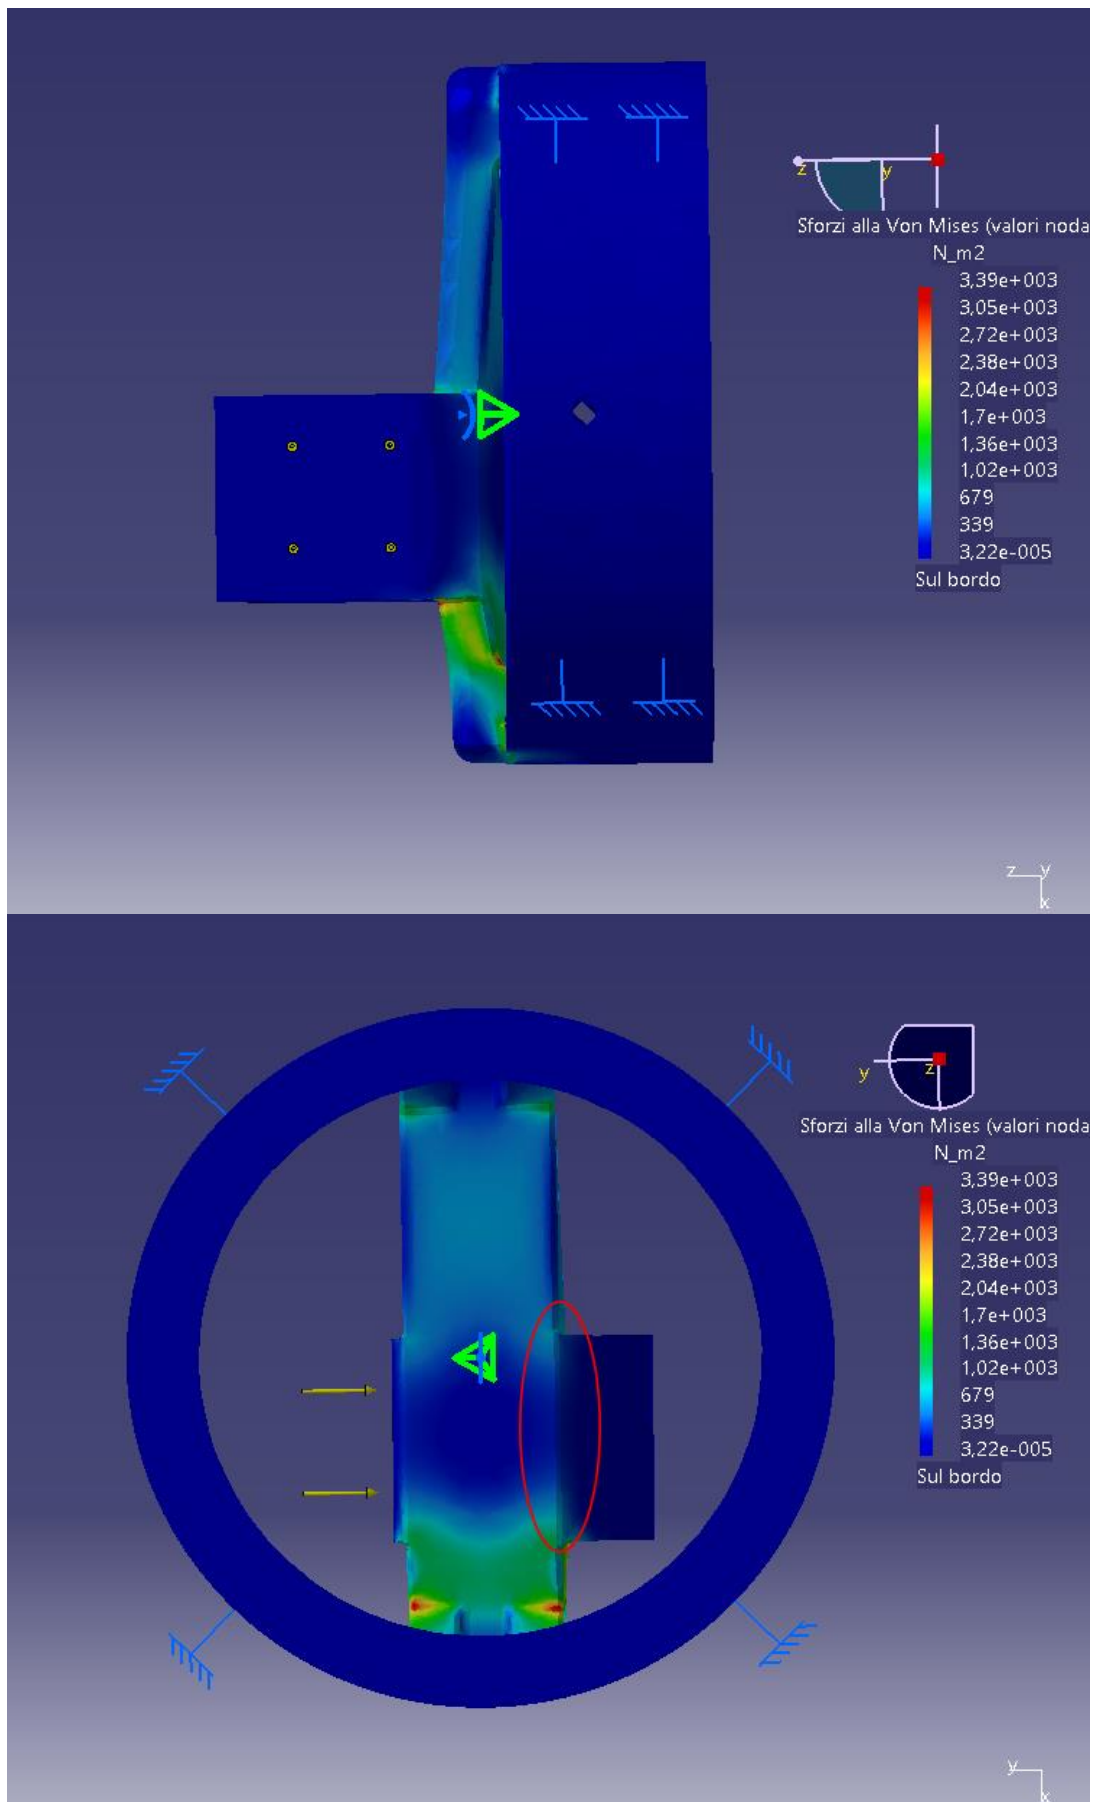 z
y
Sforzi alla Von Mises (valori noda
N_m2
3,39e+003
3,05e+003
2,72e+003
2,38e+003
2,04e+003
1,7e+003
1,36e+003
1,02e+003
679
339
3,22e-005
Sul bordo
z y
x
y
z
Sforzi alla Von Mises (valori noda
N_m2
3,39e+003
3,05e+003
2,72e+003
2,38e+003
2,04e+003
1,7e+003
1,36e+003
1,02e+003
679
339
3,22e-005
Sul bordo
y
x